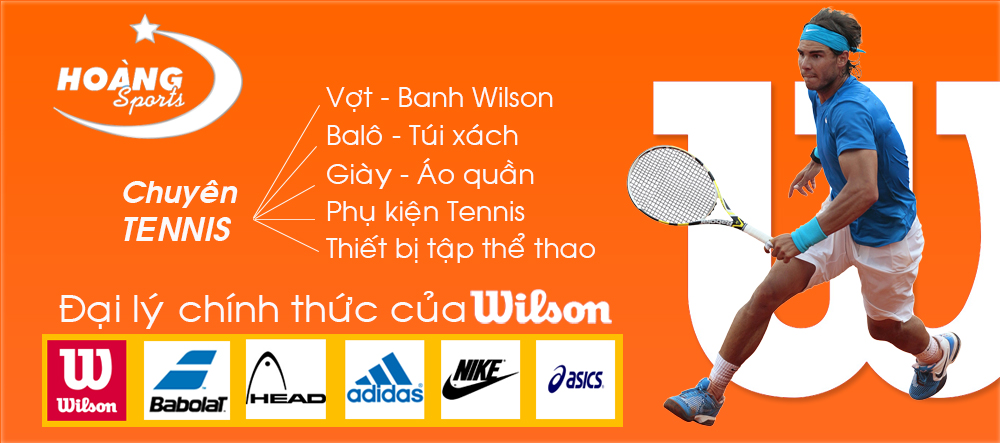 HOÀNG
Sports
Chuyên
TENNIS
Vợt - Banh Wilson
Balô - Túi xách
Giày - Áo quần
Phụ kiện Tennis
Thiết bị tập thể thao
Đại lý chính thức của Wilson
W
Wilson
Babolat
HEAD
adidas
NIKE
asics
W